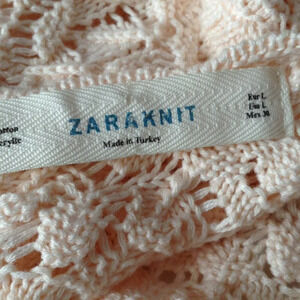 ZARAKNIT
Made in Turkey
Eur L
Usa L
Mex 30